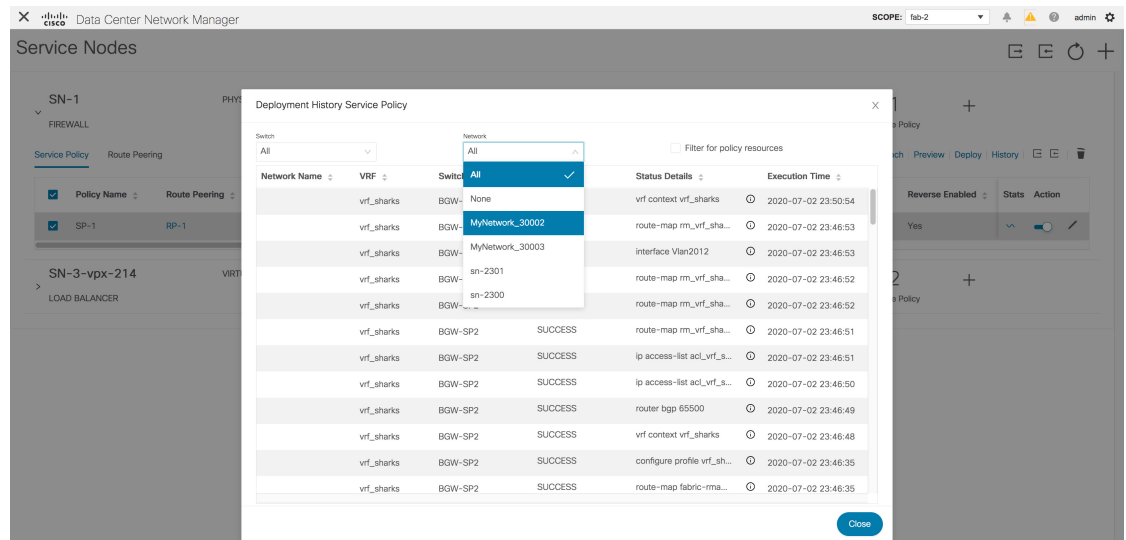 cisco Data Center Network Manager SCOPE: fab-2 admin
Service Nodes
SN-1 PHYS
FIREWALL Policy
Deployment History Service Policy
Service Policy Route Peering Preview Deploy History
Switch Network
All All Filter for policy resources
Network Name VRF Switch Status Details Execution Time
All
None
MyNetwork_30002
MyNetwork_30003
sn-2301
sn-2300
Policy Name Route Peering Reverse Enabled Stats Action
SP-1 RP-1 Yes
SN-3-vpx-214 VIRT
LOAD BALANCER Policy
vrf_sharks BGW- vrf context vrf_sharks 2020-07-02 23:50:54
vrf_sharks BGW- route-map rm_vrf_sha... 2020-07-02 23:46:53
vrf_sharks BGW- interface Vlan2012 2020-07-02 23:46:53
vrf_sharks BGW- route-map rm_vrf_sha... 2020-07-02 23:46:52
vrf_sharks BGW-SP2 route-map rm_vrf_sha... 2020-07-02 23:46:52
vrf_sharks BGW-SP2 SUCCESS route-map rm_vrf_sha... 2020-07-02 23:46:51
vrf_sharks BGW-SP2 SUCCESS ip access-list acl_vrf_s... 2020-07-02 23:46:51
vrf_sharks BGW-SP2 SUCCESS ip access-list acl_vrf_s... 2020-07-02 23:46:50
vrf_sharks BGW-SP2 SUCCESS router bgp 65500 2020-07-02 23:46:49
vrf_sharks BGW-SP2 SUCCESS vrf context vrf_sharks 2020-07-02 23:46:48
vrf_sharks BGW-SP2 SUCCESS configure profile vrf_sh... 2020-07-02 23:46:35
vrf_sharks BGW-SP2 SUCCESS route-map fabric-rma... 2020-07-02 23:46:35
Close